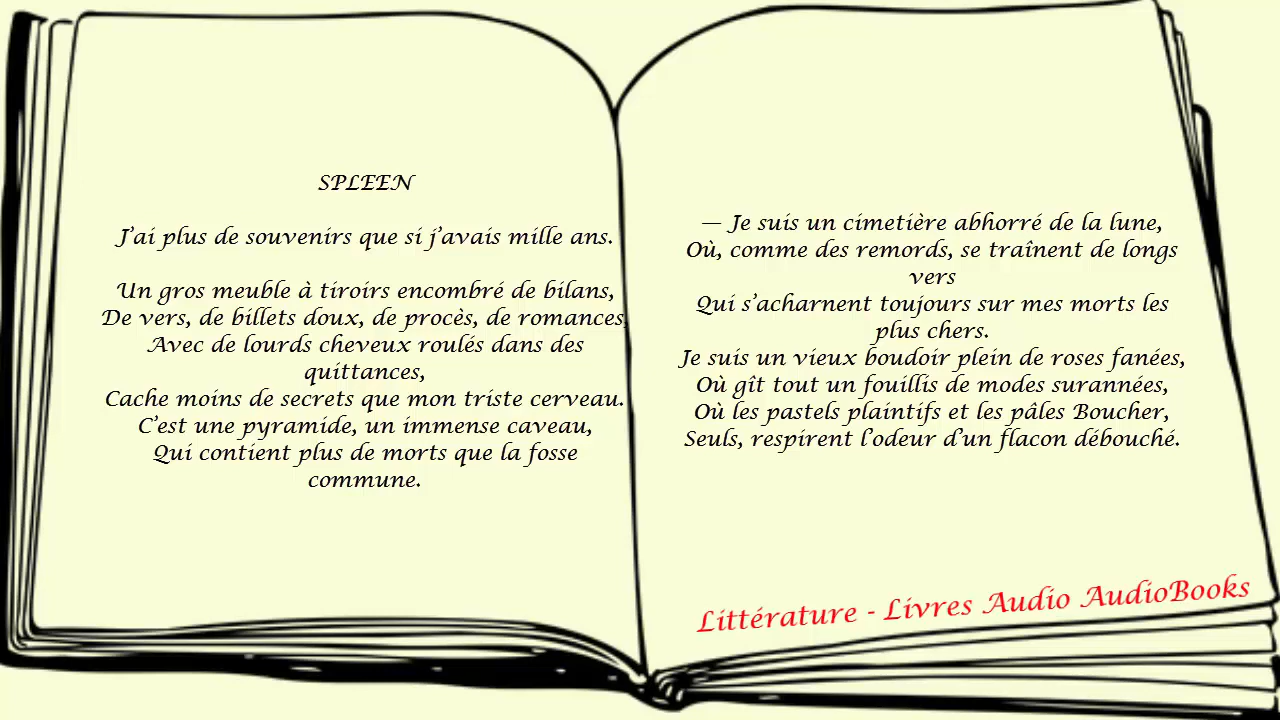 SPLEEN
J'ai plus de souvenirs que si j'avais mille ans.
Un gros meuble à tiroirs encombré de bilans,
De vers, de billets doux, de procès, de romances,
Avec de lourds cheveux roulés dans des
quittances,
Cache moins de secrets que mon triste cerveau.
C'est une pyramide, un immense caveau,
Qui contient plus de morts que la fosse
commune.
— Je suis un cimetière abhorré de la lune,
Où, comme des remords, se traînent de longs
vers
Qui s'acharnent toujours sur mes morts les
plus chers.
Je suis un vieux boudoir plein de roses fanées,
Où gît tout un fouillis de modes surannées,
Où les pastels plaintifs et les pâles Boucher,
Seuls, respirent l'odeur d'un flacon débouché.
Littérature - Livres Audio AudioBooks